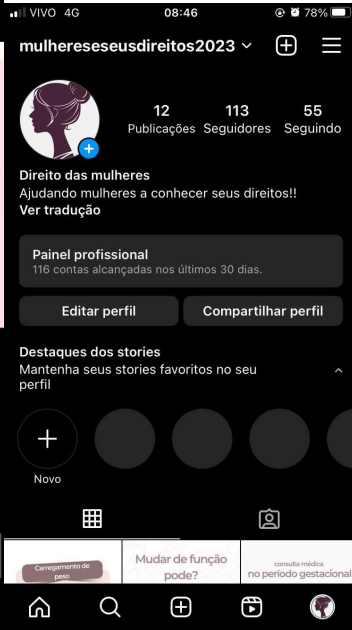 VIVO 4G 08:46 78%
mulhereseseusdireitos2023
12 113 55
Publicações Seguidores Seguindo
Direito das mulheres
Ajudando mulheres a conhecer seus direitos!!
Ver tradução
Painel profissional
116 contas alcançadas nos últimos 30 dias.
Editar perfil Compartilhar perfil
Destaques dos stories
Mantenha seus stories favoritos no seu
perfil
Novo
Carregamento de
peso
Mudar de função
pode?
consulta médica
no período gestacional